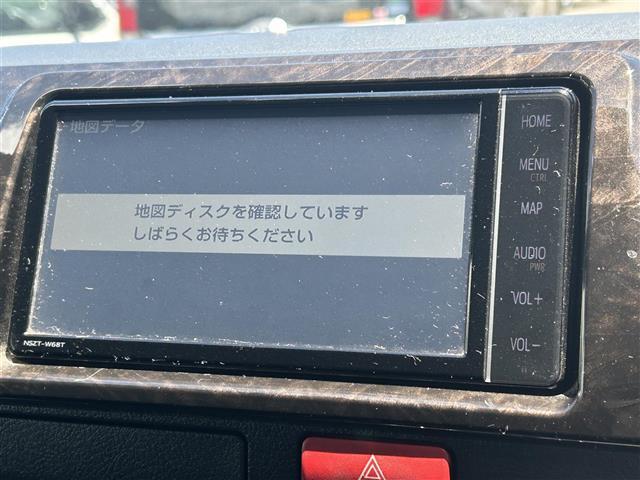 地図データ
地図ディスクを確認しています
しばらくお待ちください
NSZT-W68T
HOME
MENU
CTRL
MAP
AUDIO
PWR
VOL+
VOL-